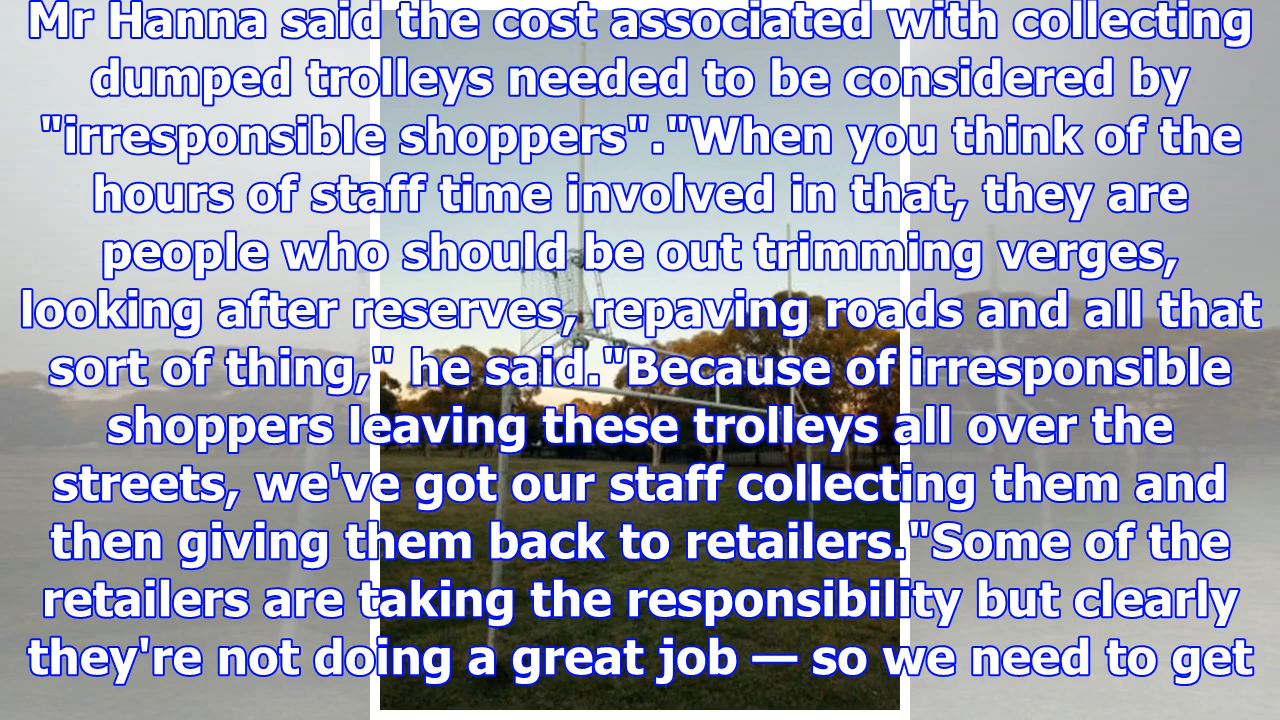 Mr Hanna said the cost associated with collecting
dumped trolleys needed to be considered by
"irresponsible shoppers"."When you think of the
hours of staff time involved in that, they are
people who should be out trimming verges,
looking after reserves, repaving roads and all that
sort of thing," he said."Because of irresponsible
shoppers leaving these trolleys all over the
streets, we've got our staff collecting them and
then giving them back to retailers."Some of the
retailers are taking the responsibility but clearly
they're not doing a great job — so we need to get